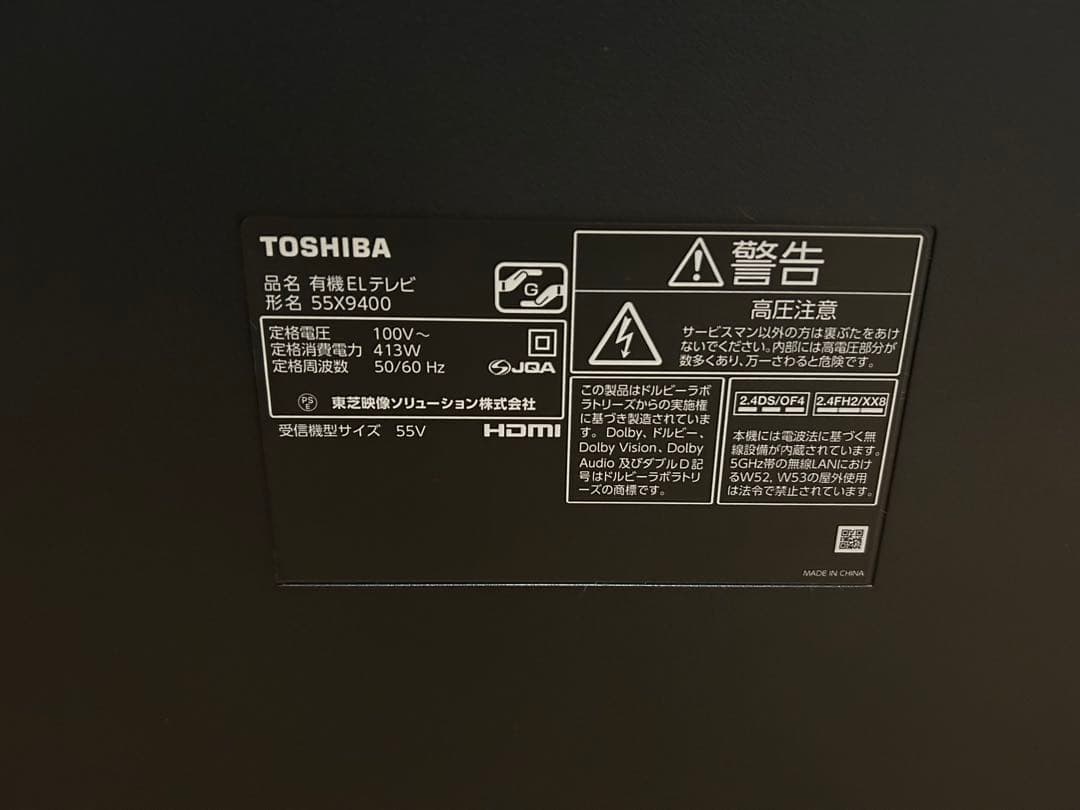 TOSHIBA
品名 有機ELテレビ
形名 55X9400
G
定格電圧 100V～
定格消費電力 413W
定格周波数 50/60 Hz
JQA
PS
E
東芝映像ソリューション株式会社
受信機型サイズ 55V
HDMI
警告
高圧注意
サービスマン以外の方は裏ぶたをあけ
ないでください。内部には高電圧部分が
数多くあり、万一さわると危険です。
この製品はドルビーラボ
ラトリーズからの実施権
に基づき製造されていま
す。Dolby、ドルビー、
Dolby Vision、Dolby
Audio 及びダブルD記
号はドルビーラボラトリ
ーズの商標です。
2.4DS/OF4
2.4FH2/XX8
本機には電波法に基づく無
線設備が内蔵されています。
5GHz帯の無線LANにおけ
るW52, W53の屋外使用
は法令で禁止されています。
MADE IN CHINA